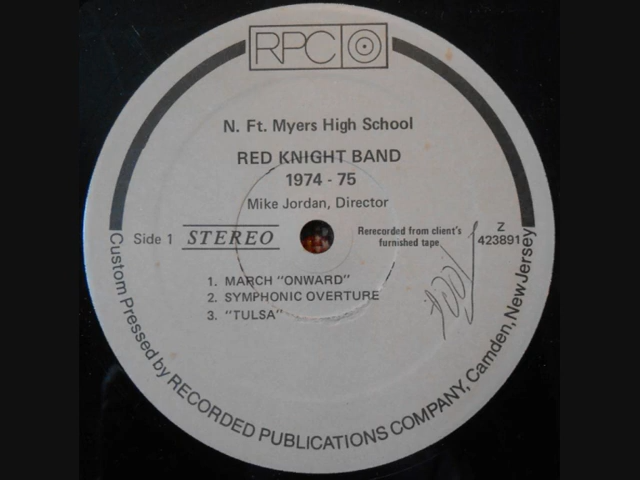 RPC
N. Ft. Myers High School
RED KNIGHT BAND
1974 - 75
Mike Jordan, Director
Side 1 STEREO
Rerecorded from client's
furnished tape
Z
423891
1. MARCH "ONWARD"
2. SYMPHONIC OVERTURE
3. "TULSA"
Custom Pressed by RECORDED PUBLICATIONS COMPANY, Camden, New Jersey